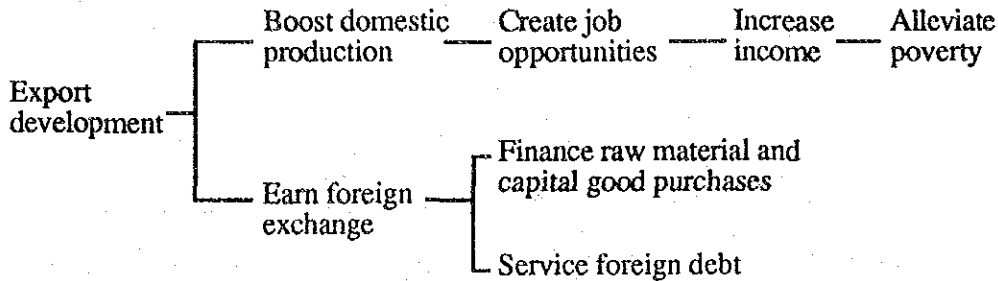 Boost domestic
production
Create job
opportunities
Increase
income
Alleviate
poverty
Export
development
Finance raw material and
capital good purchases
Earn foreign
exchange
Service foreign debt